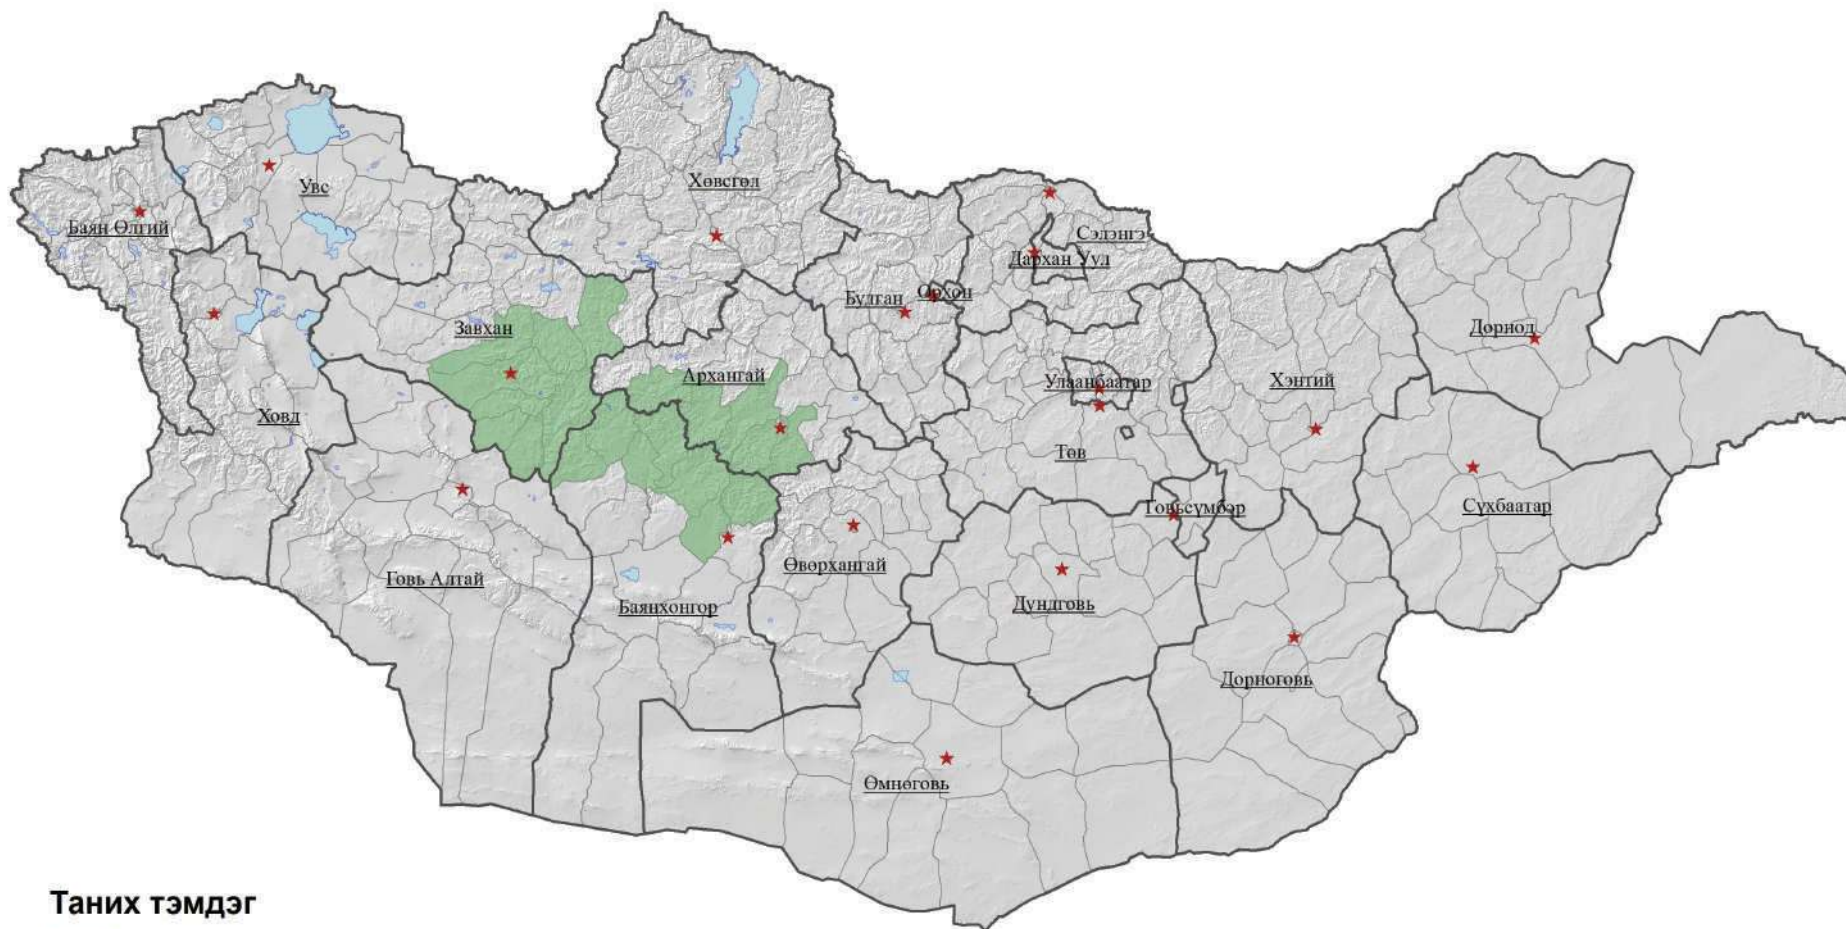 Хөвсгөл
Увс
Баян Өлгий
Сэлэнгэ
Дархан Уул
Орхон
Булган
Завхан
Дорнод
Архангай
Улаанбаатар
Хэнтий
Ховд
Төв
Говьсүмбэр
Сүхбаатар
Өвөрхангай
Говь Алтай
Баянхонгор
Дундговь
Дорноговь
Өмнөговь
Таних тэмдэг